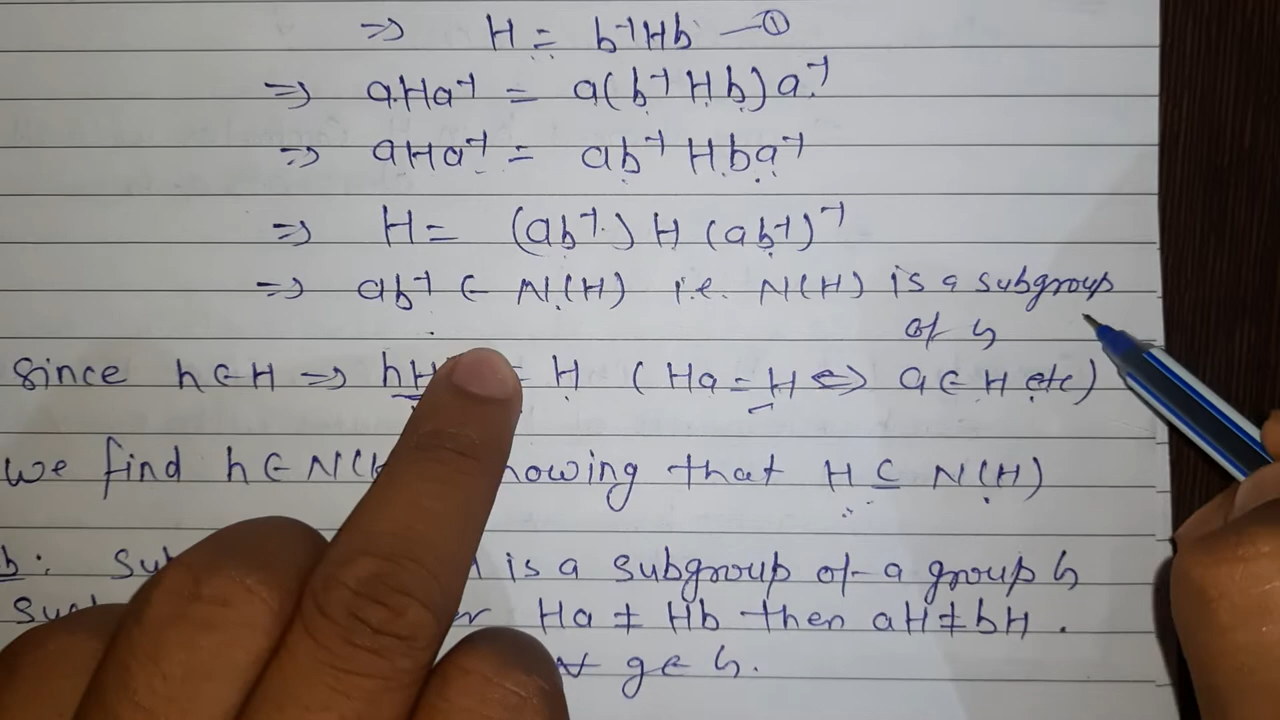 ⇒ H = b⁻¹Hb —①
⇒ aHa⁻¹ = a(b⁻¹Hb)a⁻¹
⇒ aHa⁻¹ = ab⁻¹Hba⁻¹
⇒ H = (ab⁻¹)H(ab⁻¹)⁻¹
⇒ ab⁻¹ ∈ N(H) i.e. N(H) is a subgroup
of G
Since h∈H ⇒ hH = H (Ha = H ⇔ a∈H etc)
we find h∈N( that H ⊆ N(H)
is a subgroup of a group G
Ha ≠ Hb then aH≠bH.
g∈G.